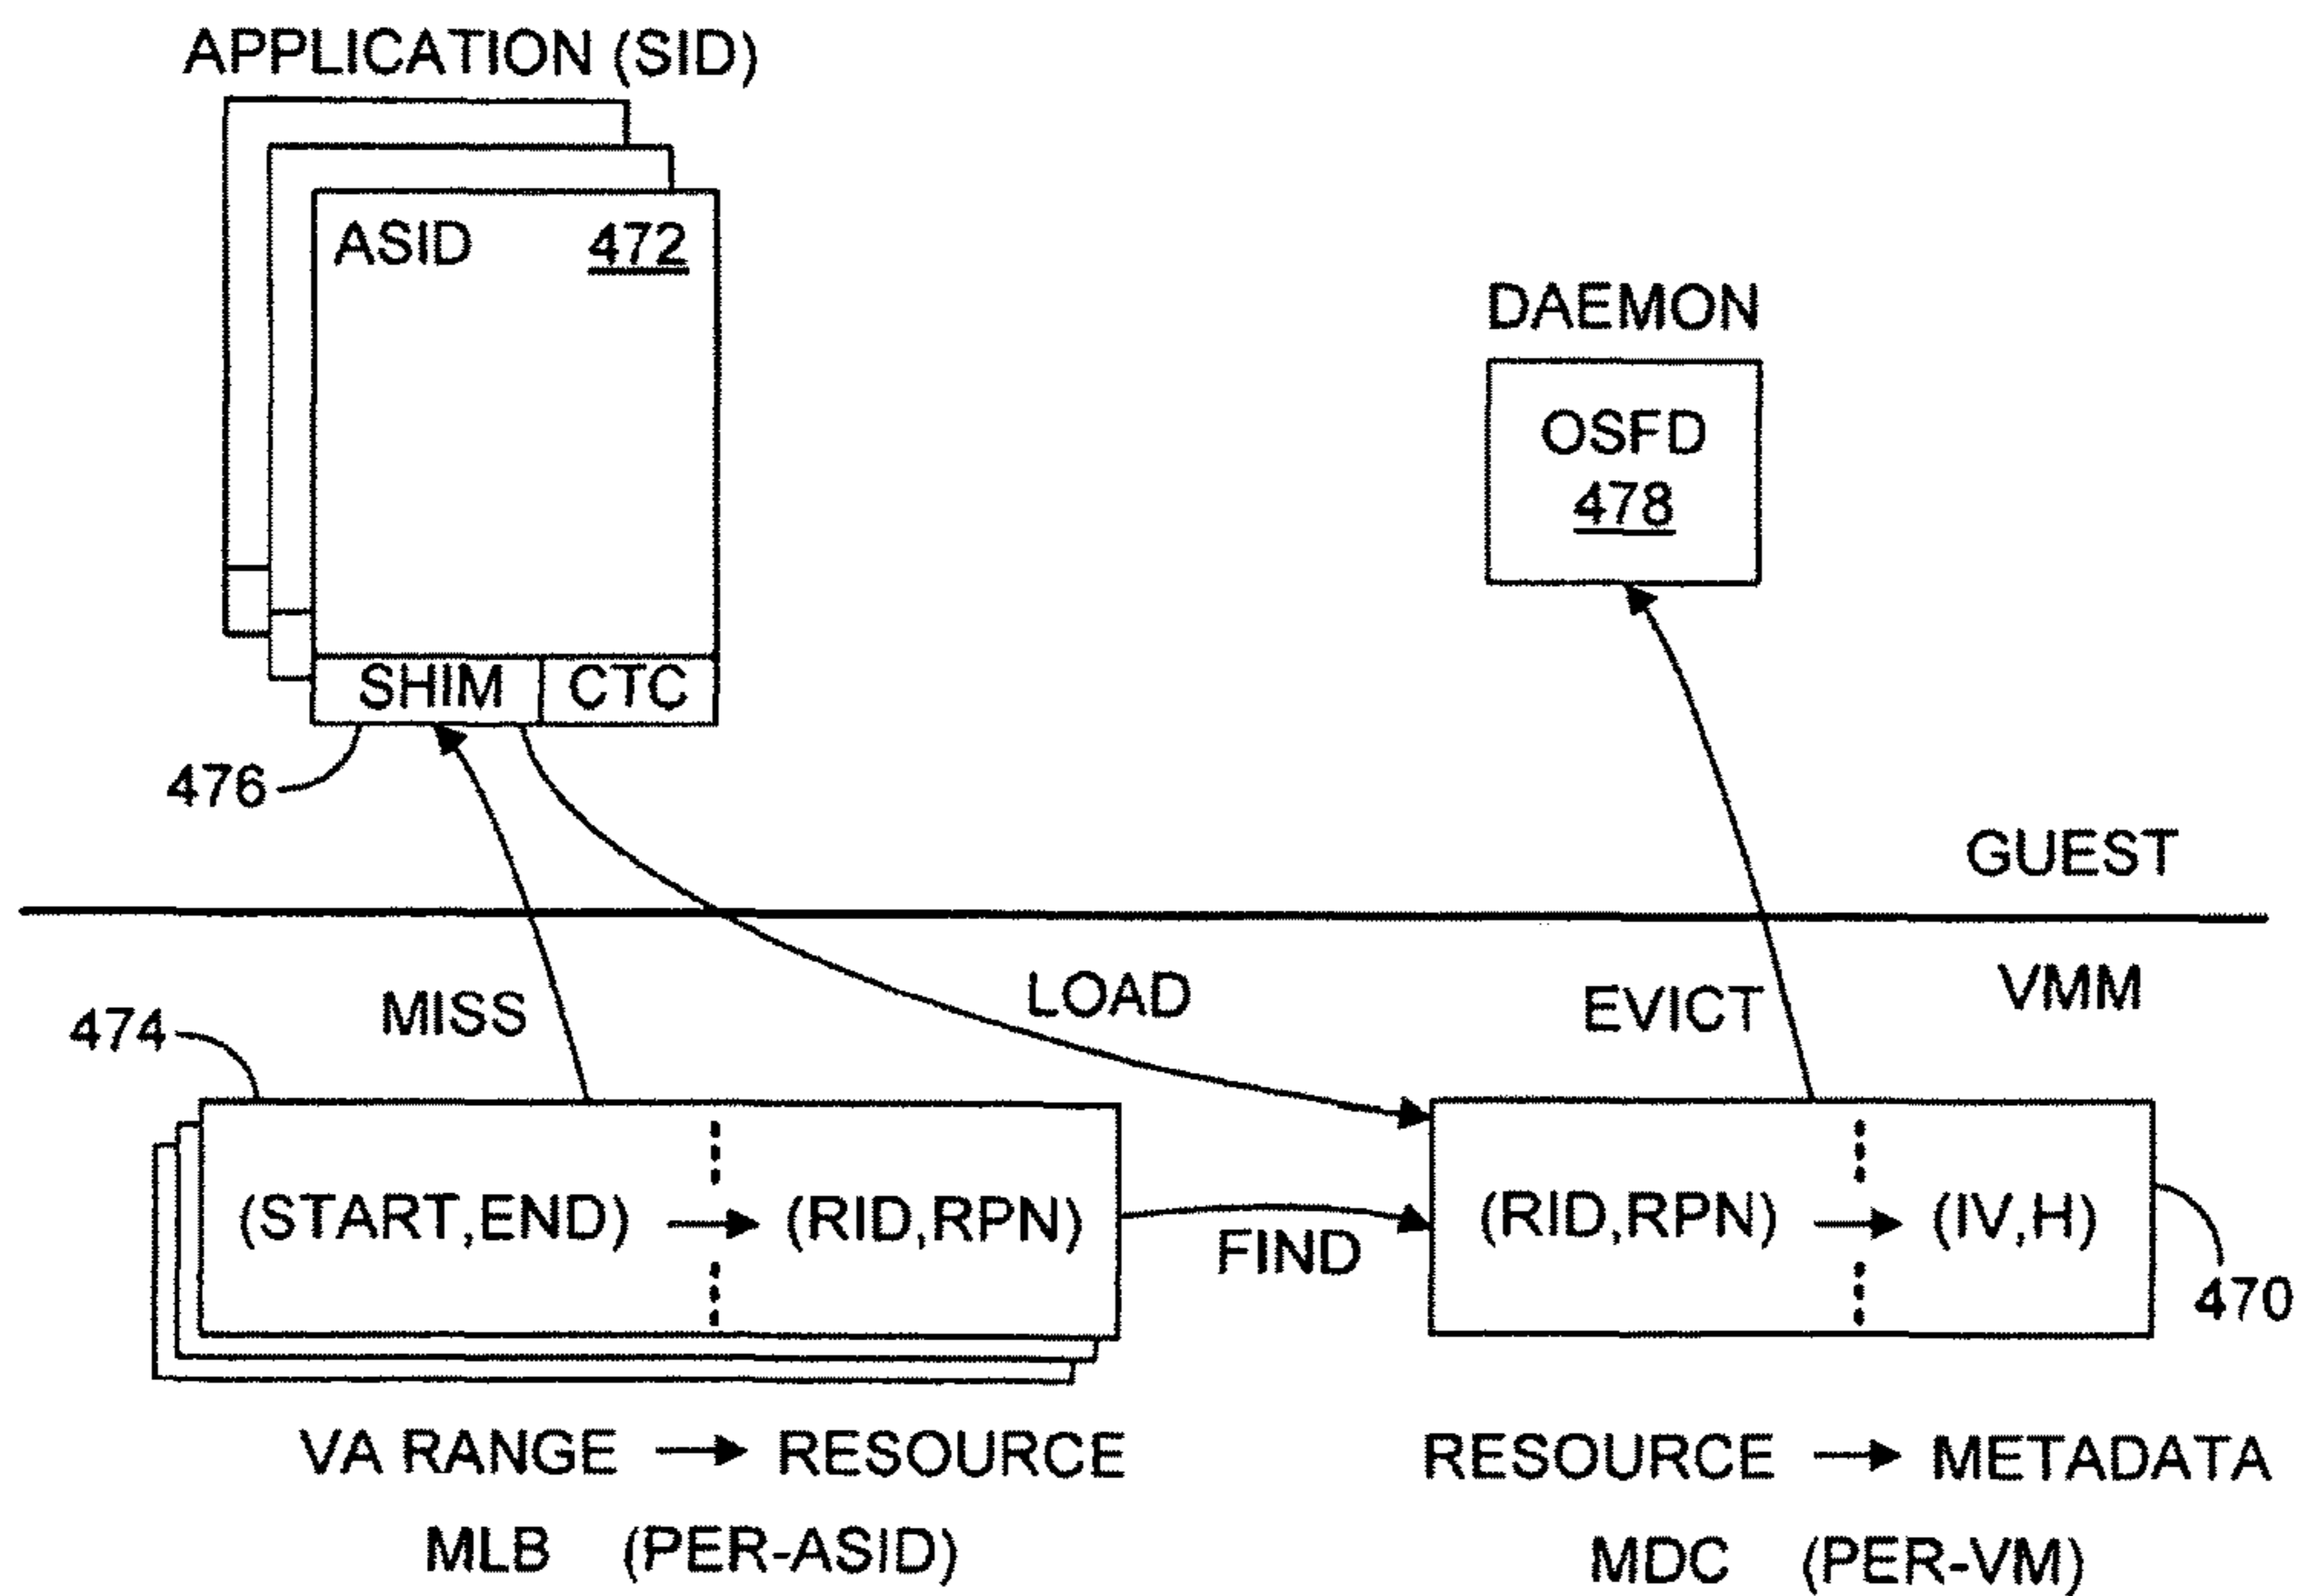 APPLICATION (SID)
ASID 472
DAEMON
OSFD
478
SHIM CTC
476
GUEST
VMM
MISS
LOAD
EVICT
474
(START,END) → (RID,RPN)
FIND
(RID,RPN) → (IV,H)
470
VA RANGE → RESOURCE
MLB (PER-ASID)
RESOURCE → METADATA
MDC (PER-VM)